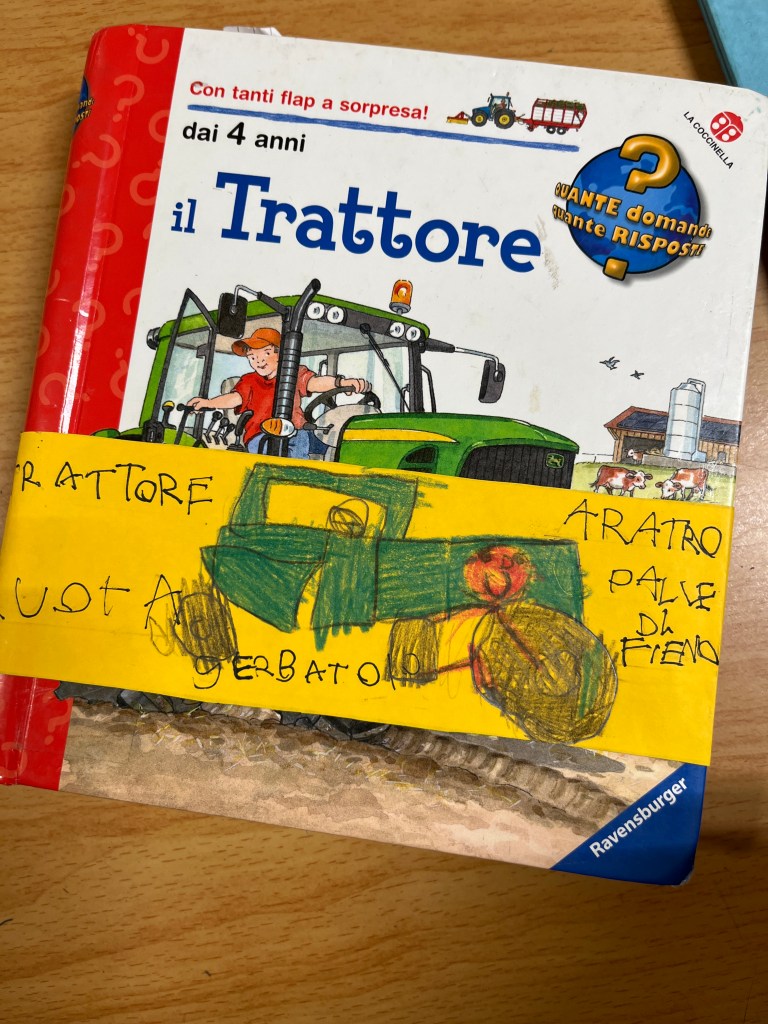 Con tanti flap a sorpresa!
dai 4 anni
LA COCCINELLA
il Trattore
QUANTE domande
quante RISPOSTE
RATTORE
ARATRO
PALLE
DI
FIENO
UOTA
SERBATOIO
Ravensburger